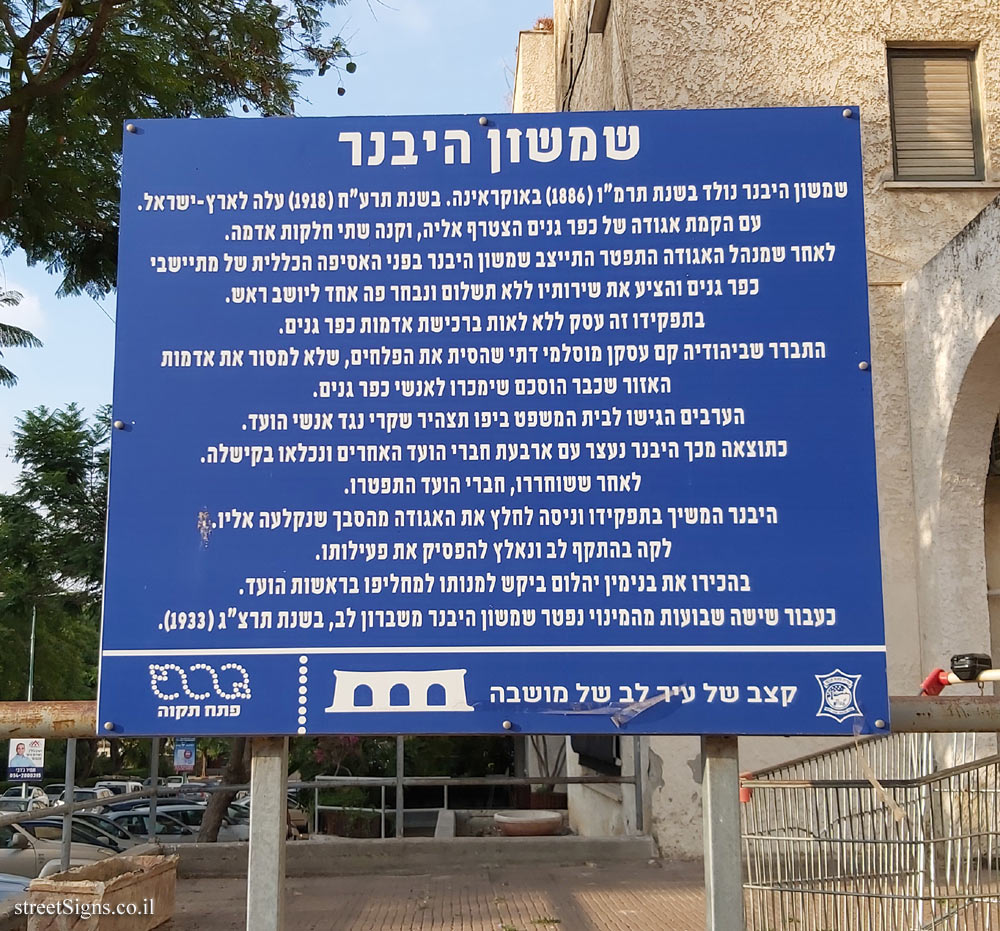 שמשון היבנר
שמשון היבנר נולד בשנת תרמ"ו (1886) באוקראינה. בשנת תרע"ח (1918) עלה לארץ-ישראל.
עם הקמת אגודה של כפר גנים הצטרף אליה, וקנה שתי חלקות אדמה.
לאחר שמנהל האגודה התפטר התייצב שמשון היבנר בפני האסיפה הכללית של מתיישבי
כפר גנים והציע את שירותיו ללא תשלום ונבחר פה אחד ליושב ראש.
בתפקידו זה עסק ללא לאות ברכישת אדמות כפר גנים.
התברר שביהודיה קם עסקן מוסלמי דתי שהסית את הפלחים, שלא למסור את אדמות
האזור שכבר הוסכם שימכרו לאנשי כפר גנים.
הערבים הגישו לבית המשפט ביפו תצהיר שקרי נגד אנשי הועד.
כתוצאה מכך היבנר נעצר עם ארבעת חברי הועד האחרים ונכלאו בקישלה.
לאחר ששוחררו, חברי הועד התפטרו.
היבנר המשיך בתפקידו וניסה לחלץ את האגודה מהסבך שנקלעה אליו.
לקה בהתקף לב ונאלץ להפסיק את פעילותו.
בהכירו את בנימין יהלום ביקש למנותו למחליפו בראשות הועד.
כעבור שישה שבועות מהמינוי נפטר שמשון היבנר משברון לב, בשנת תרצ"ג (1933).
קצב של עיר לב של מושבה
פתח תקוה
054-2800315
streetSigns.co.il